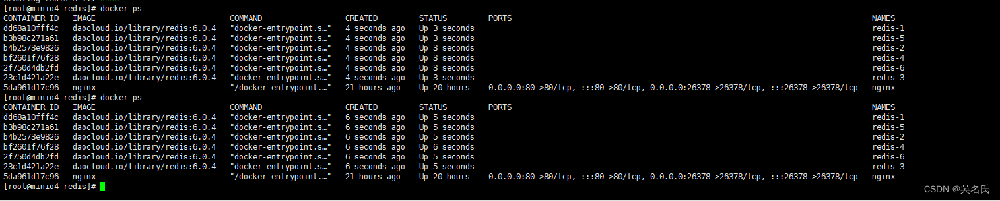 [root@minio4 redis]# docker ps
CONTAINER ID   IMAGE                            COMMAND                  CREATED         STATUS         PORTS                                                                          NAMES
dd68a10fff4c   daocloud.io/library/redis:6.0.4   "docker-entrypoint.s…"   4 seconds ago   Up 3 seconds   redis-1
b3b98c271a61   daocloud.io/library/redis:6.0.4   "docker-entrypoint.s…"   4 seconds ago   Up 3 seconds   redis-5
b4b2573e9826   daocloud.io/library/redis:6.0.4   "docker-entrypoint.s…"   4 seconds ago   Up 3 seconds   redis-2
bf2601f76f28   daocloud.io/library/redis:6.0.4   "docker-entrypoint.s…"   4 seconds ago   Up 3 seconds   redis-4
2f750d4db2fd   daocloud.io/library/redis:6.0.4   "docker-entrypoint.s…"   4 seconds ago   Up 3 seconds   redis-6
23c1d421a22e   daocloud.io/library/redis:6.0.4   "docker-entrypoint.s…"   4 seconds ago   Up 3 seconds   redis-3
5da961d17c96   nginx   "/docker-entrypoint.…"   21 hours ago   Up 20 hours   0.0.0.0:80->80/tcp, :::80->80/tcp, 0.0.0.0:26378->26378/tcp, :::26378->26378/tcp   nginx
[root@minio4 redis]# docker ps
CONTAINER ID   IMAGE   COMMAND   CREATED   STATUS   PORTS   NAMES
dd68a10fff4c   daocloud.io/library/redis:6.0.4   "docker-entrypoint.s…"   6 seconds ago   Up 5 seconds   redis-1
b3b98c271a61   daocloud.io/library/redis:6.0.4   "docker-entrypoint.s…"   6 seconds ago   Up 5 seconds   redis-5
b4b2573e9826   daocloud.io/library/redis:6.0.4   "docker-entrypoint.s…"   6 seconds ago   Up 5 seconds   redis-2
bf2601f76f28   daocloud.io/library/redis:6.0.4   "docker-entrypoint.s…"   6 seconds ago   Up 6 seconds   redis-4
2f750d4db2fd   daocloud.io/library/redis:6.0.4   "docker-entrypoint.s…"   6 seconds ago   Up 5 seconds   redis-6
23c1d421a22e   daocloud.io/library/redis:6.0.4   "docker-entrypoint.s…"   6 seconds ago   Up 5 seconds   redis-3
5da961d17c96   nginx   "/docker-entrypoint.…"   21 hours ago   Up 20 hours   0.0.0.0:80->80/tcp, :::80->80/tcp, 0.0.0.0:26378->26378/tcp, :::26378->26378/tcp   nginx
[root@minio4 redis]#
CSDN @吳名氏